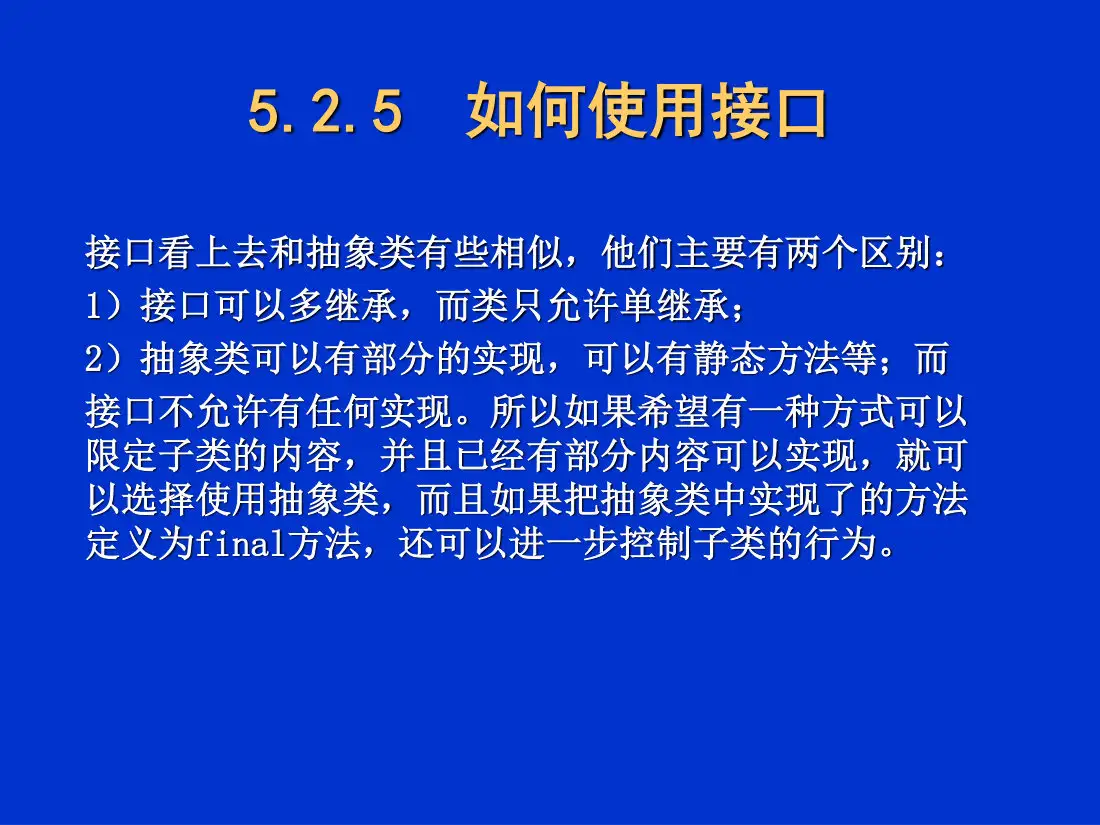 5.2.5 如何使用接口
接口看上去和抽象类有些相似，他们主要有两个区别：
1）接口可以多继承，而类只允许单继承；
2）抽象类可以有部分的实现，可以有静态方法等；而
接口不允许有任何实现。所以如果希望有一种方式可以
限定子类的内容，并且已经有部分内容可以实现，就可
以选择使用抽象类，而且如果把抽象类中实现了的方法
定义为final方法，还可以进一步控制子类的行为。